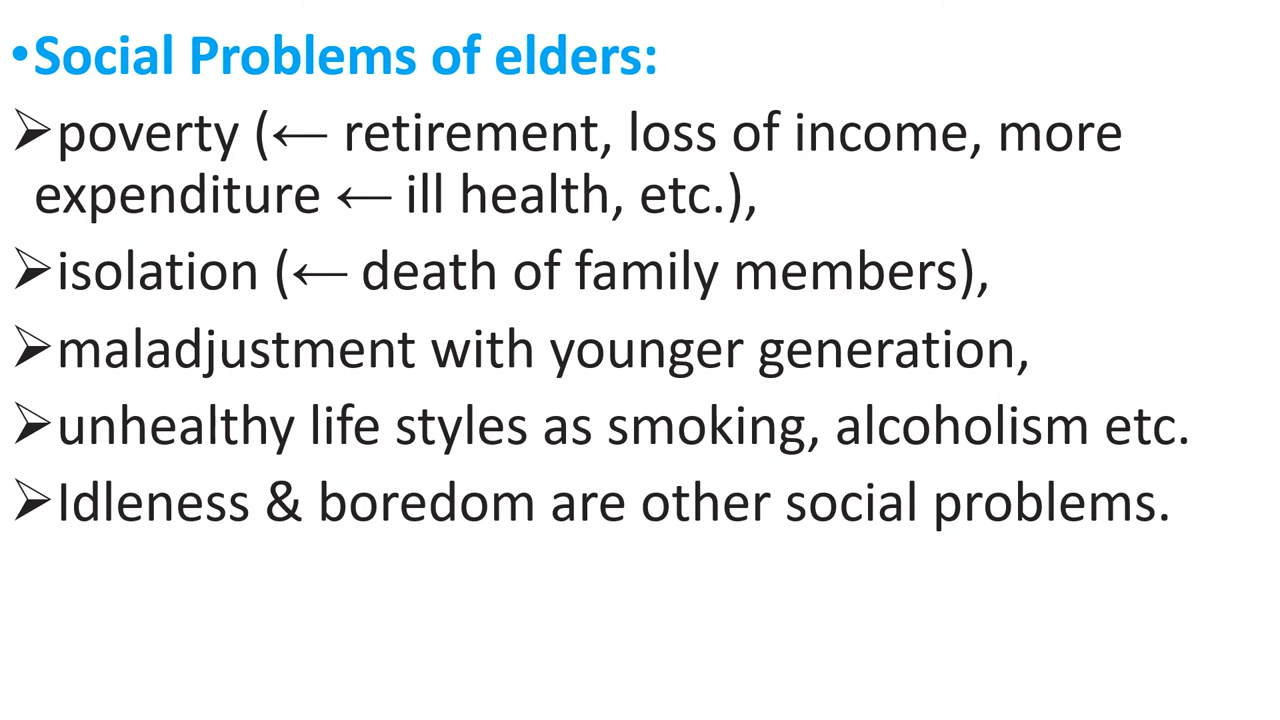 •Social Problems of elders:
➢poverty (← retirement, loss of income, more
expenditure ← ill health, etc.),
➢isolation (← death of family members),
➢maladjustment with younger generation,
➢unhealthy life styles as smoking, alcoholism etc.
➢Idleness & boredom are other social problems.